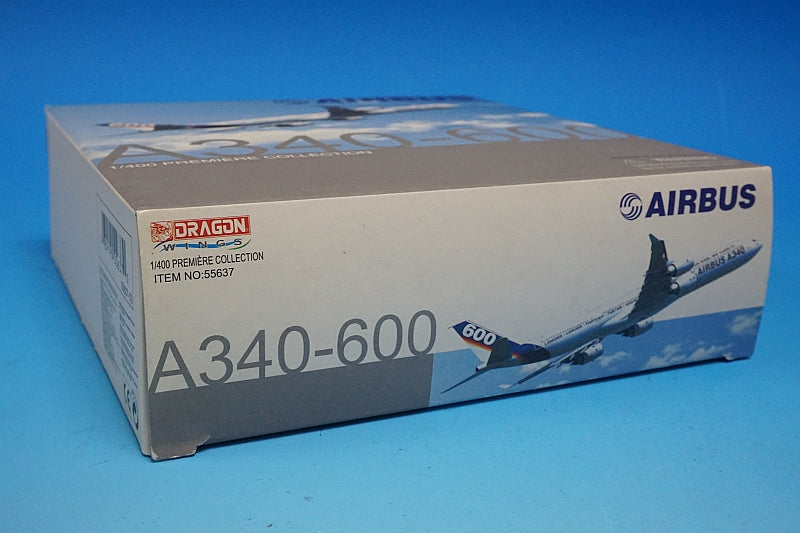 AIRBUS
A340-600
1/400 PREMIERE COLLECTION
DRAGON
WINGS
1/400 PREMIÈRE COLLECTION
ITEM NO:55637
A340-600
AIRBUS
AIRBUS A340
600